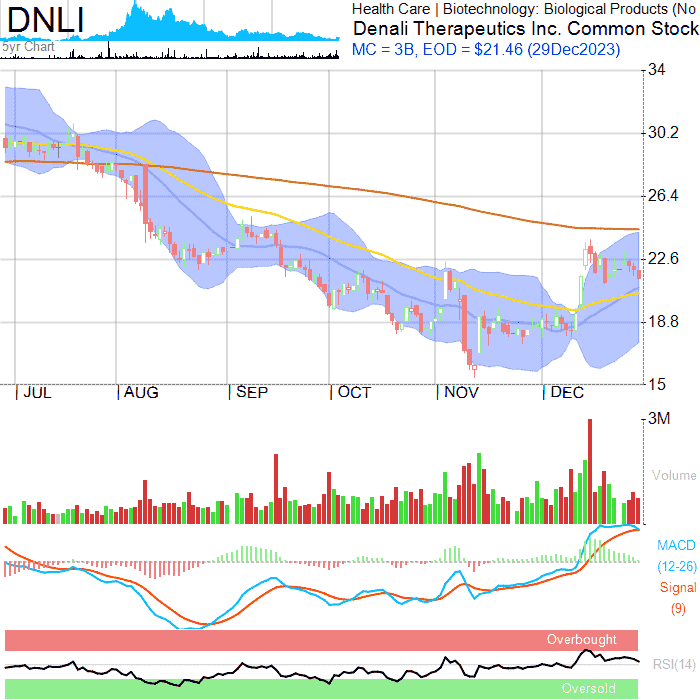 DNLI
5yr Chart
Health Care | Biotechnology: Biological Products (No
Denali Therapeutics Inc. Common Stock
MC = 3B, EOD = $21.46 (29Dec2023)
34
30.2
26.4
22.6
18.8
15
JUL AUG SEP OCT NOV DEC
3M
Volume
MACD
(12-26)
Signal
(9)
Overbought
RSI(14)
Oversold